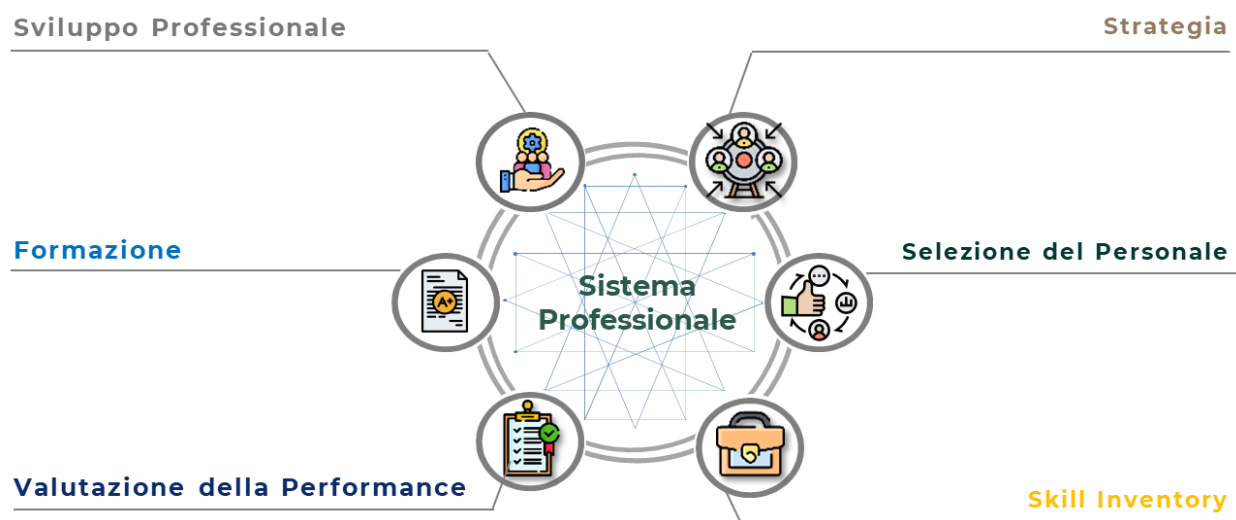 Sviluppo Professionale
Strategia
Formazione
Selezione del Personale
Sistema
Professionale
A+
Valutazione della Performance
Skill Inventory